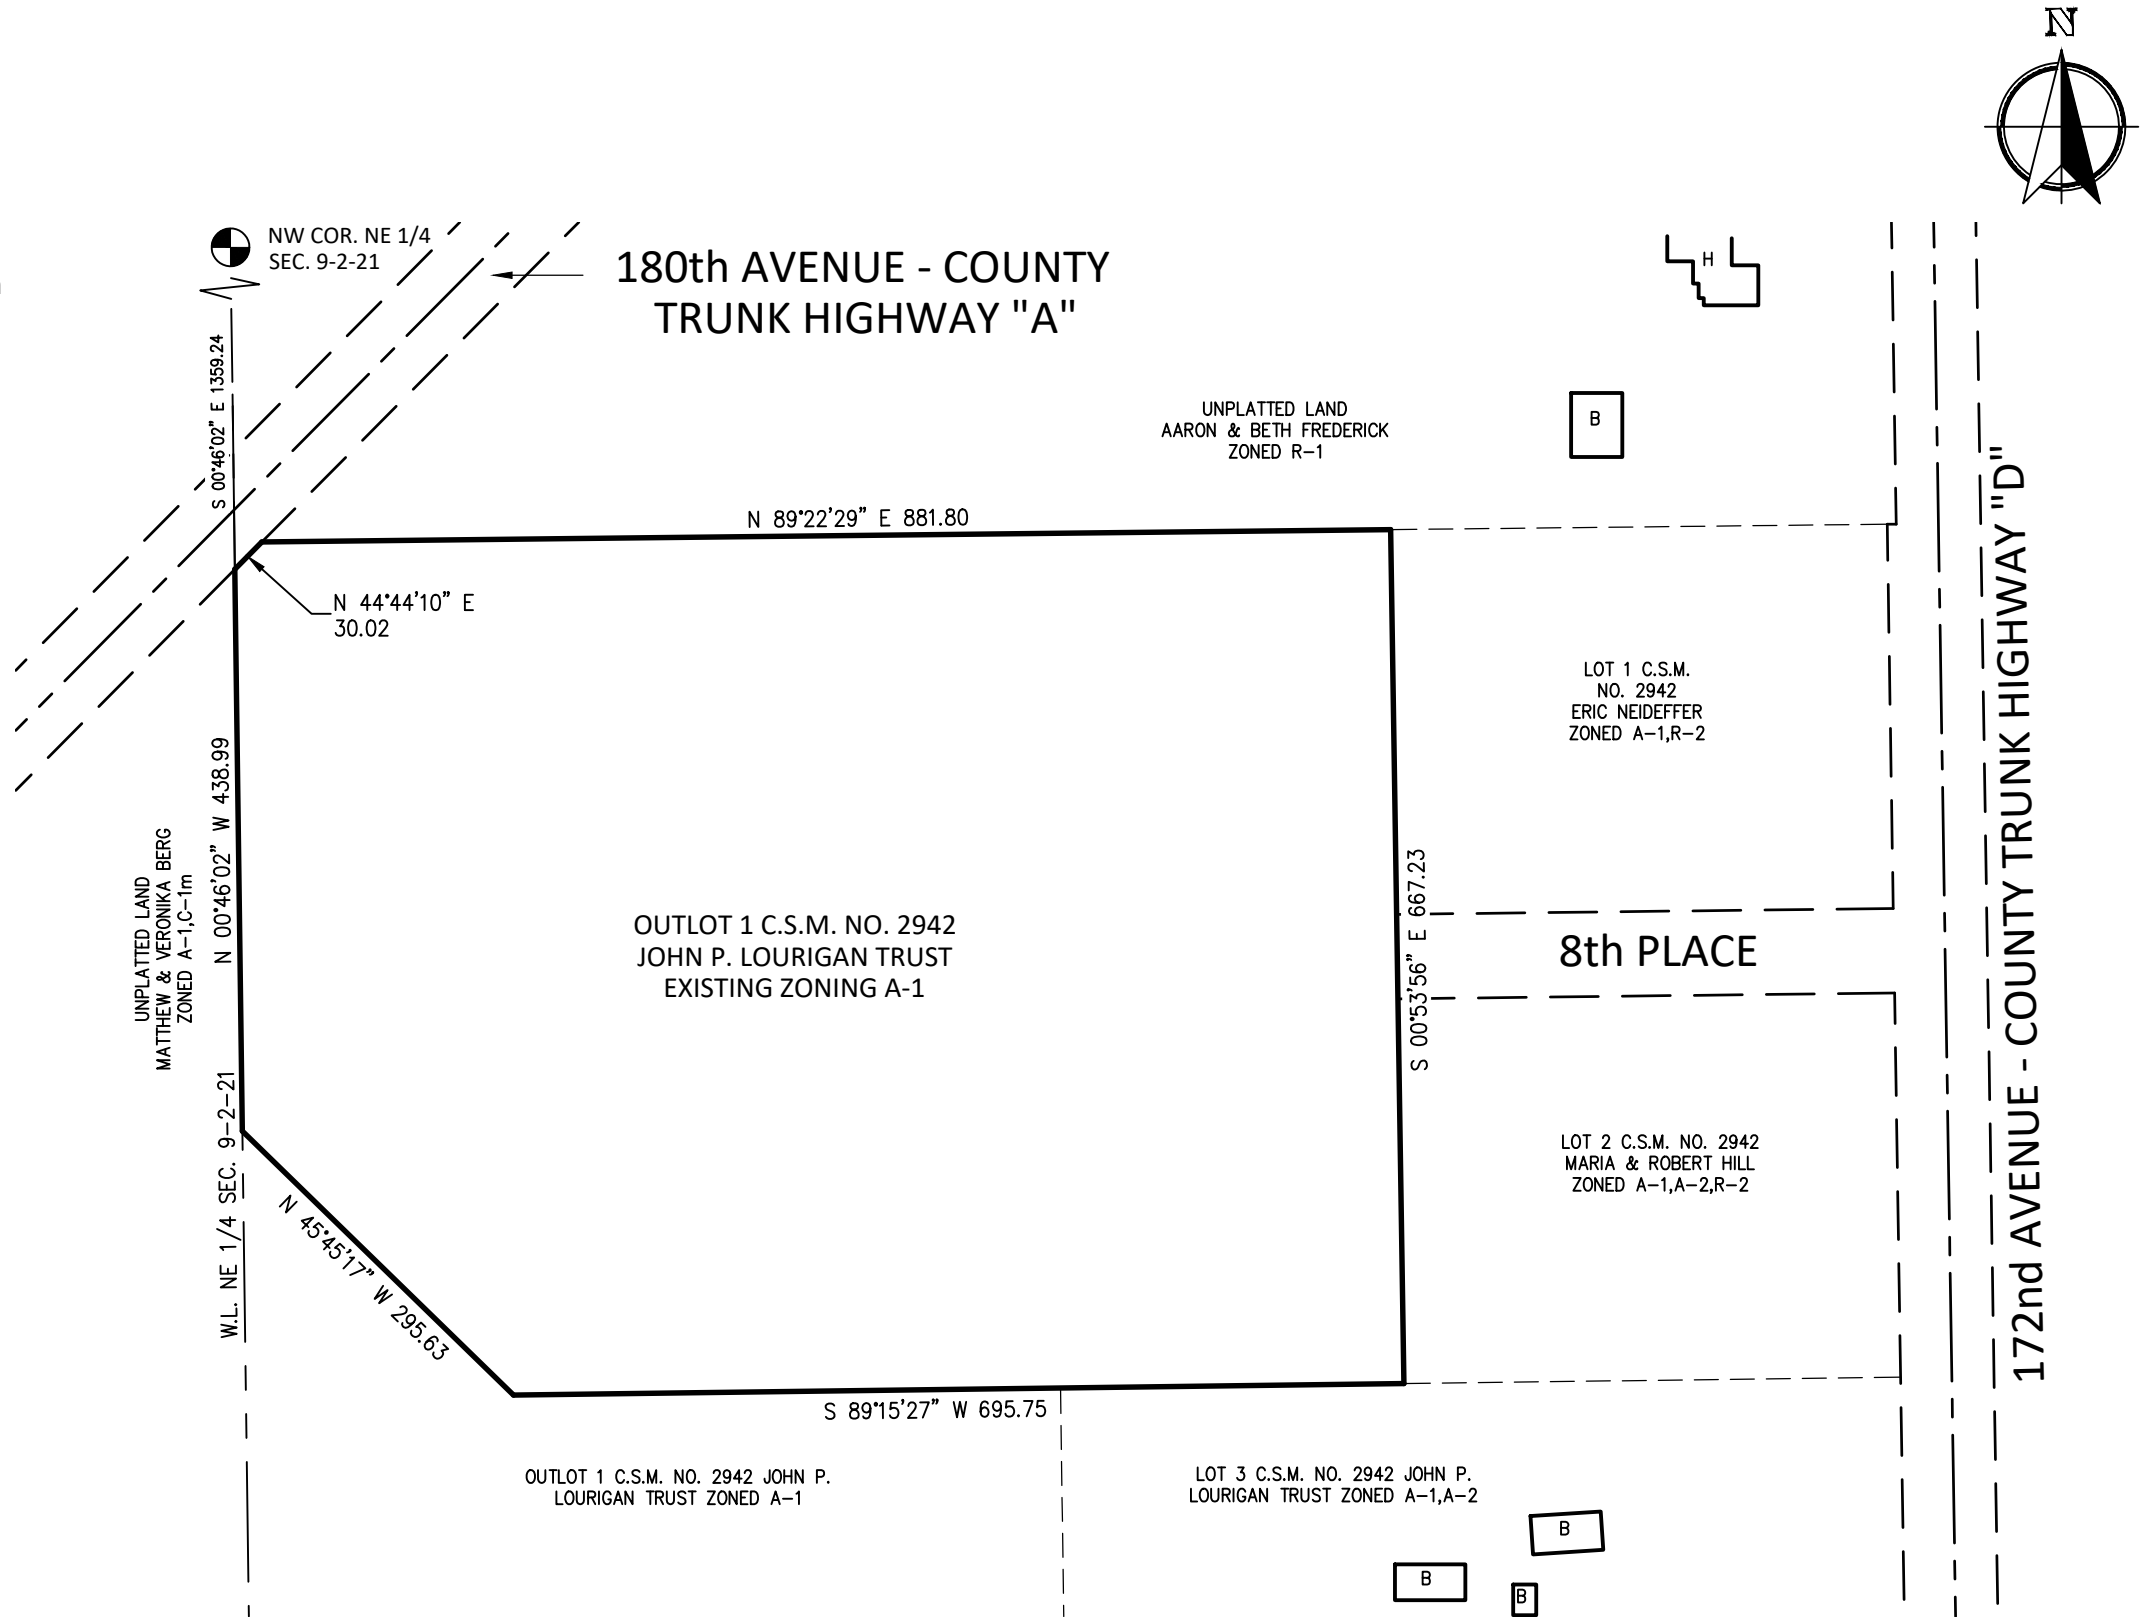 N
NW COR. NE 1/4
SEC. 9-2-21
180th AVENUE - COUNTY
TRUNK HIGHWAY "A"
H
S 00°46'02" E 1359.24
UNPLATTED LAND
AARON & BETH FREDERICK
ZONED R-1
B
N 89°22'29" E 881.80
N 44°44'10" E
30.02
LOT 1 C.S.M.
NO. 2942
ERIC NEIDEFFER
ZONED A-1,R-2
172nd AVENUE - COUNTY TRUNK HIGHWAY "D"
UNPLATTED LAND
MATTHEW & VERONIKA BERG
ZONED A-1,C-1m
N 00°46'02" W 438.99
OUTLOT 1 C.S.M. NO. 2942
JOHN P. LOURIGAN TRUST
EXISTING ZONING A-1
S 00°53'56" E 667.23
8th PLACE
W.L. NE 1/4 SEC. 9-2-21
N 45°45'17" W 295.63
LOT 2 C.S.M. NO. 2942
MARIA & ROBERT HILL
ZONED A-1,A-2,R-2
S 89°15'27" W 695.75
OUTLOT 1 C.S.M. NO. 2942 JOHN P.
LOURIGAN TRUST ZONED A-1
LOT 3 C.S.M. NO. 2942 JOHN P.
LOURIGAN TRUST ZONED A-1,A-2
B
B
B